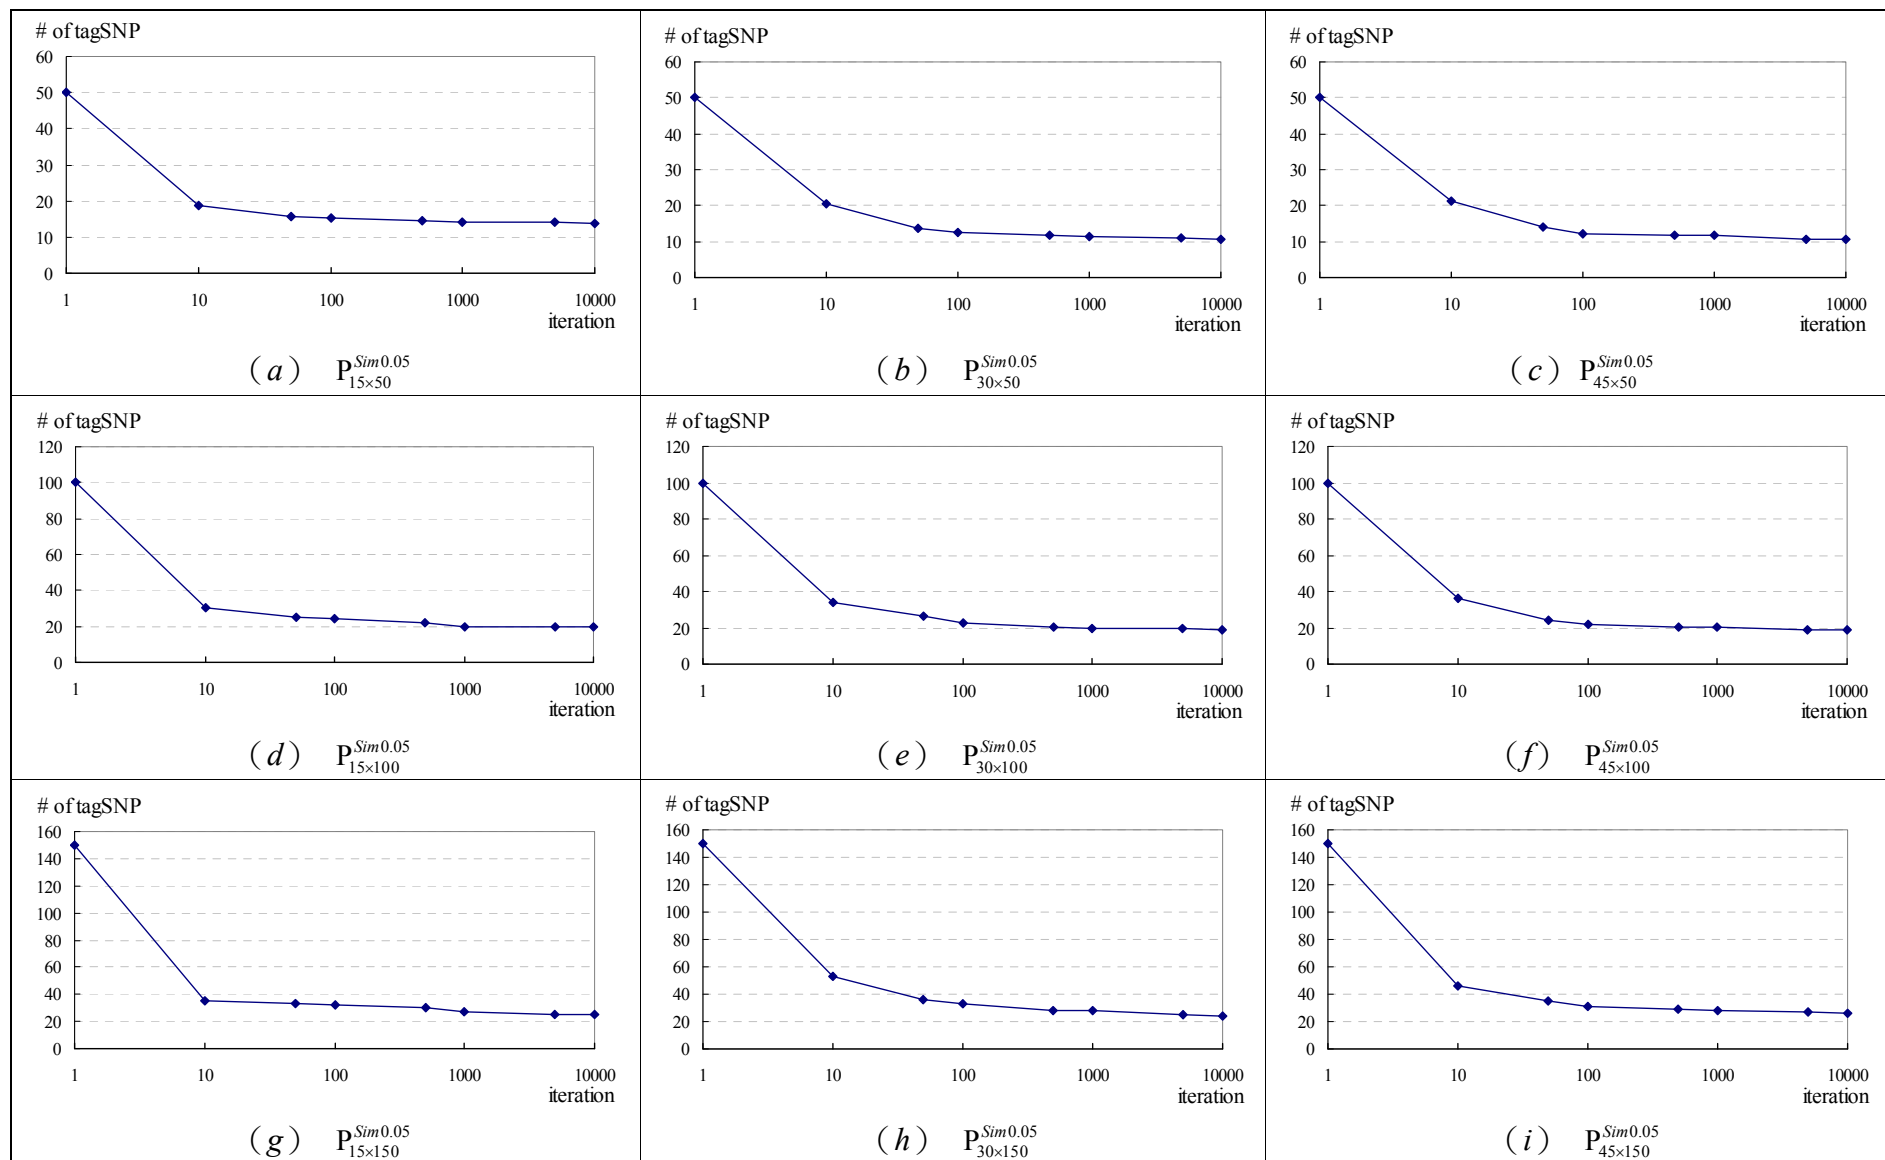 # of tagSNP
60
50
40
30
20
10
0
1 10 100 1000 10000
iteration
(a) P_{15×50}^{Sim0.05}
# of tagSNP
60
50
40
30
20
10
0
1 10 100 1000 10000
iteration
(b) P_{30×50}^{Sim0.05}
# of tagSNP
60
50
40
30
20
10
0
1 10 100 1000 10000
iteration
(c) P_{45×50}^{Sim0.05}
# of tagSNP
120
100
80
60
40
20
0
1 10 100 1000 10000
iteration
(d) P_{15×100}^{Sim0.05}
# of tagSNP
120
100
80
60
40
20
0
1 10 100 1000 10000
iteration
(e) P_{30×100}^{Sim0.05}
# of tagSNP
120
100
80
60
40
20
0
1 10 100 1000 10000
iteration
(f) P_{45×100}^{Sim0.05}
# of tagSNP
160
140
120
100
80
60
40
20
0
1 10 100 1000 10000
iteration
(g) P_{15×150}^{Sim0.05}
# of tagSNP
160
140
120
100
80
60
40
20
0
1 10 100 1000 10000
iteration
(h) P_{30×150}^{Sim0.05}
# of tagSNP
160
140
120
100
80
60
40
20
0
1 10 100 1000 10000
iteration
(i) P_{45×150}^{Sim0.05}